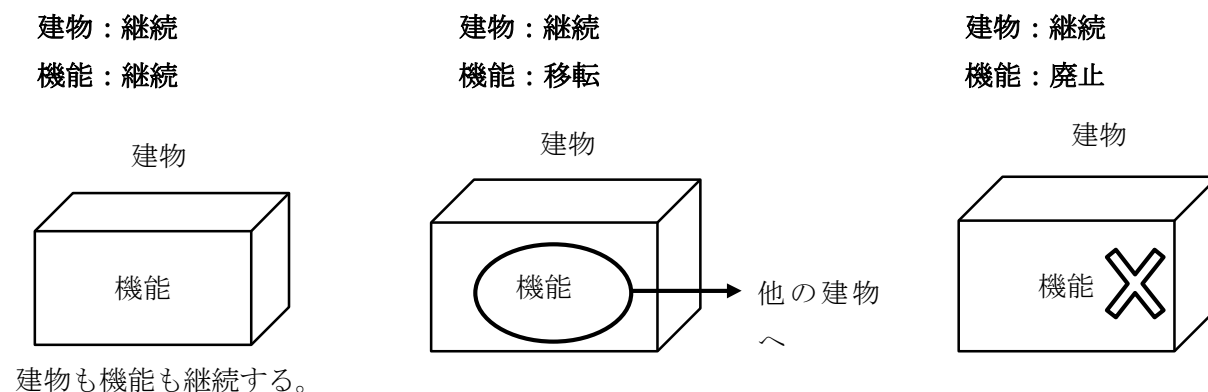 建物：継続
機能：継続
建物
機能
建物も機能も継続する。
建物：継続
機能：移転
建物
機能
他の建物
へ
建物：継続
機能：廃止
建物
機能